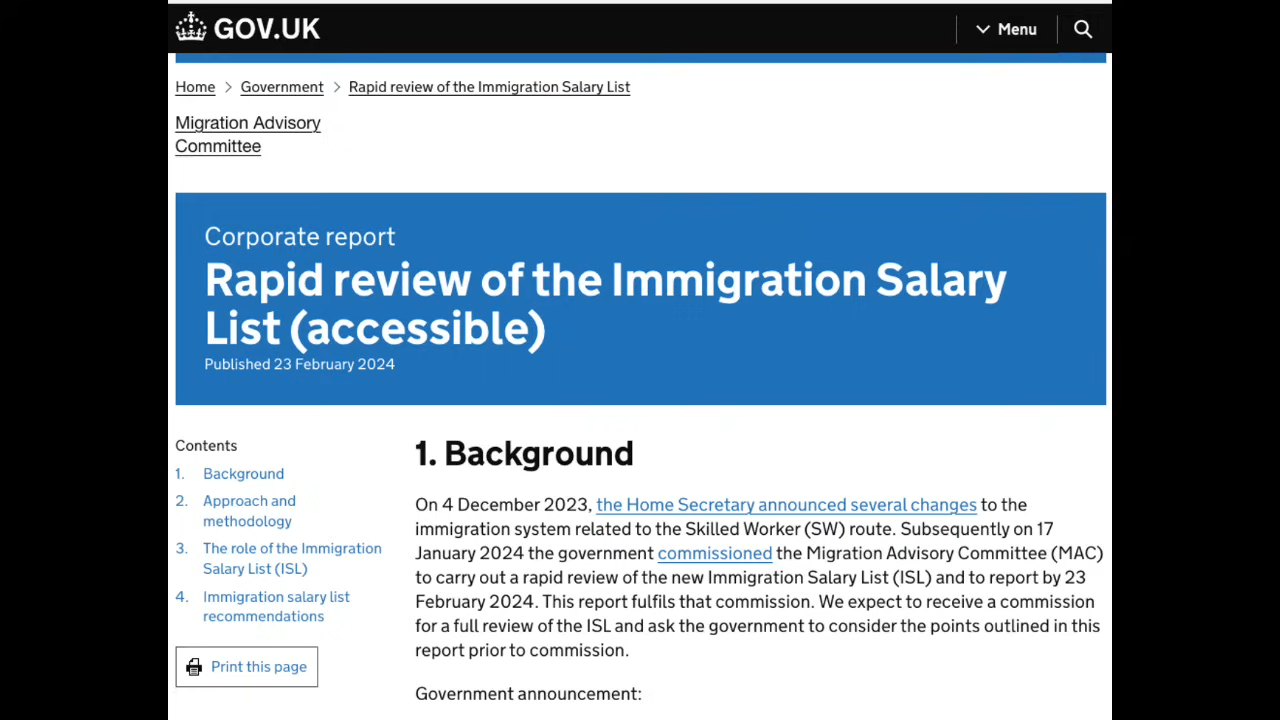 GOV.UK
Menu
Home > Government > Rapid review of the Immigration Salary List
Migration Advisory
Committee
Corporate report
Rapid review of the Immigration Salary
List (accessible)
Published 23 February 2024
Contents
1. Background
2. Approach and
methodology
3. The role of the Immigration
Salary List (ISL)
4. Immigration salary list
recommendations
Print this page
1. Background
On 4 December 2023, the Home Secretary announced several changes to the
immigration system related to the Skilled Worker (SW) route. Subsequently on 17
January 2024 the government commissioned the Migration Advisory Committee (MAC)
to carry out a rapid review of the new Immigration Salary List (ISL) and to report by 23
February 2024. This report fulfils that commission. We expect to receive a commission
for a full review of the ISL and ask the government to consider the points outlined in this
report prior to commission.
Government announcement: